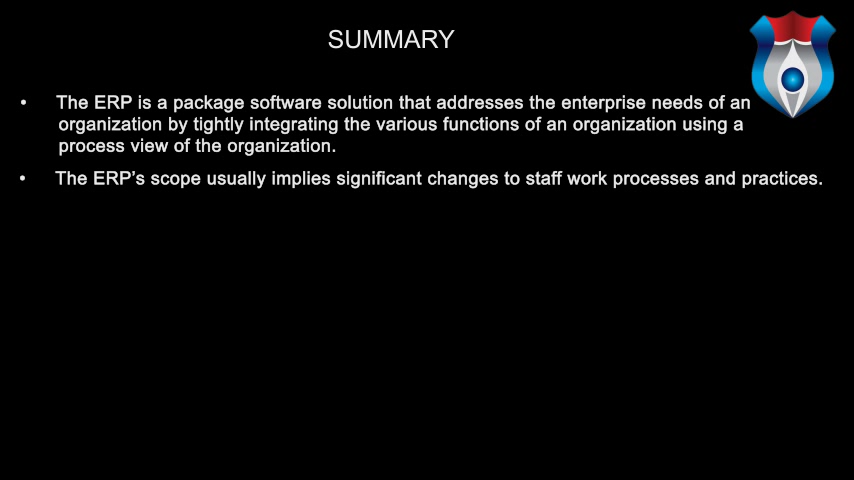 SUMMARY
• The ERP is a package software solution that addresses the enterprise needs of an
organization by tightly integrating the various functions of an organization using a
process view of the organization.
• The ERP’s scope usually implies significant changes to staff work processes and practices.